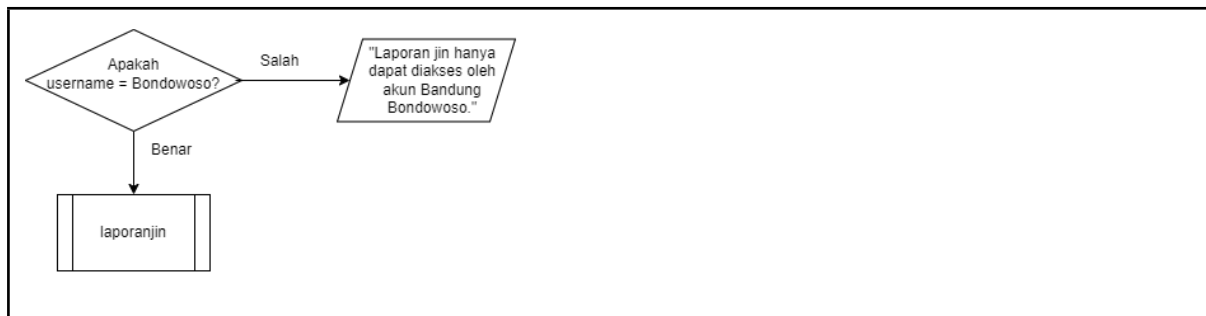 Apakah
username = Bondowoso?
Salah
"Laporan jin hanya
dapat diakses oleh
akun Bandung
Bondowoso."
Benar
laporanjin